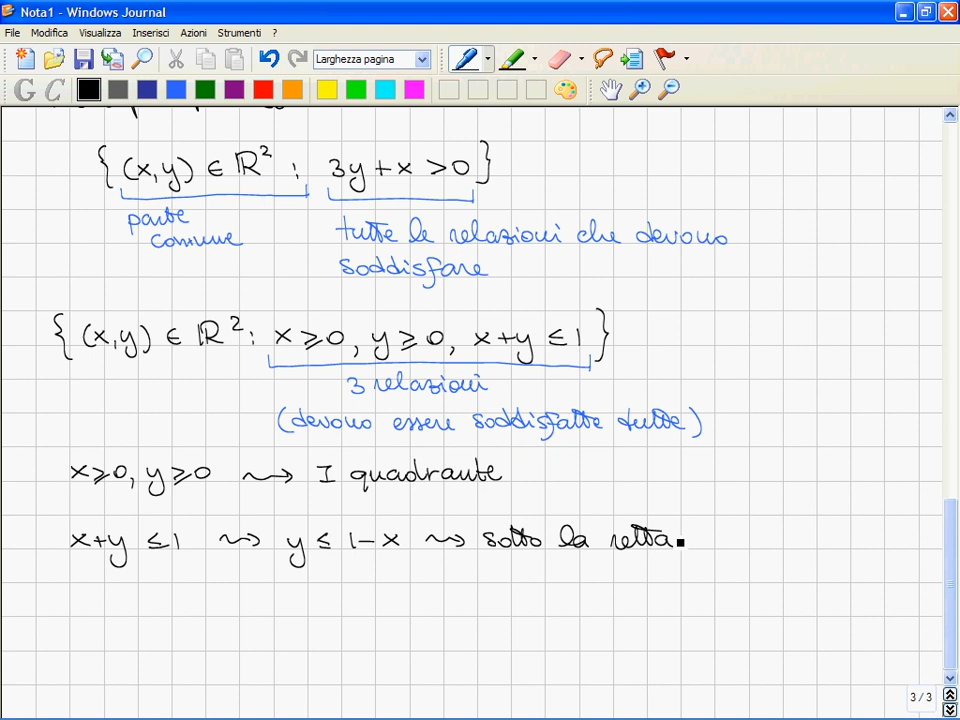 Nota1 - Windows Journal
File Modifica Visualizza Inserisci Azioni Strumenti ?
Larghezza pagina
G C
{(x,y) ∈ ℝ² : 3y+x >0}
parte comune
tutte le relazioni che devono
soddisfare
{(x,y) ∈ ℝ²: x≥0, y≥0, x+y ≤1}
3 relazioni
(devono essere soddisfatte tutte)
x≥0, y≥0 ⇝ I quadrante
x+y ≤1 ⇝ y ≤ 1-x ⇝ sotto la retta
3 / 3